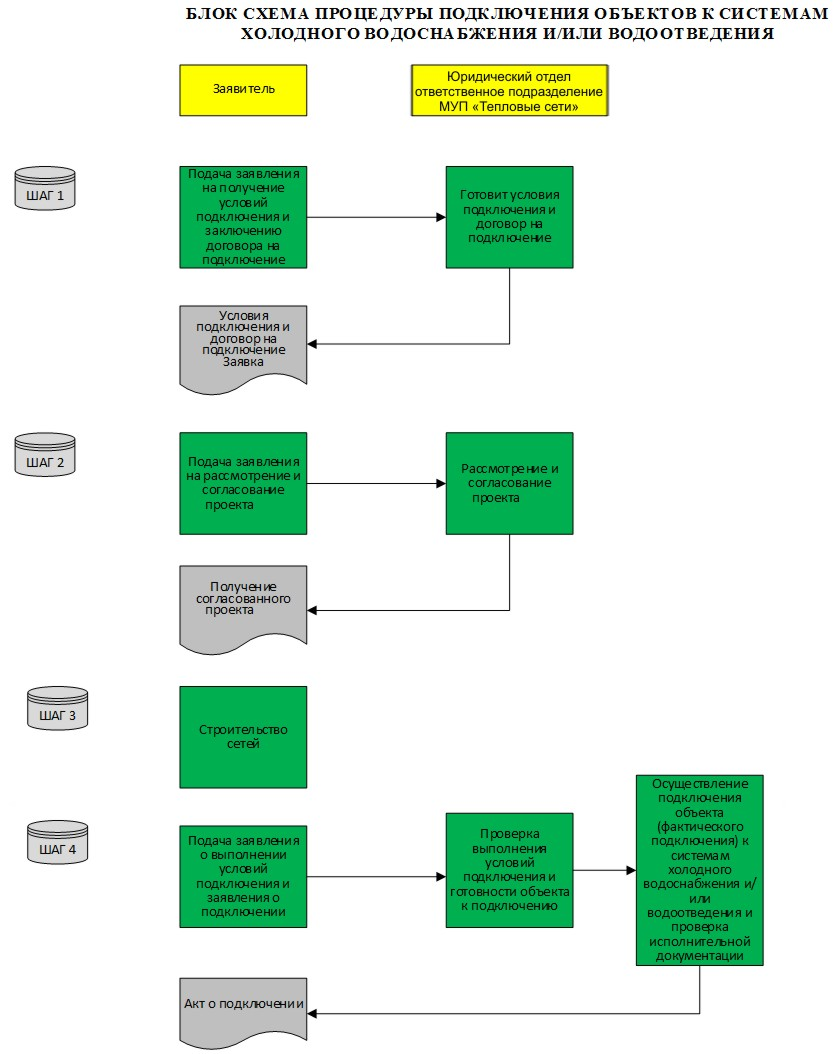 БЛОК СХЕМА ПРОЦЕДУРЫ ПОДКЛЮЧЕНИЯ ОБЪЕКТОВ К СИСТЕМАМ
ХОЛОДНОГО ВОДОСНАБЖЕНИЯ И/ИЛИ ВОДООТВЕДЕНИЯ
Заявитель
Юридический отдел
ответственное подразделение
МУП «Тепловые сети»
ШАГ 1
Подача заявления
на получение
условий
подключения и
заключению
договора на
подключение
Готовит условия
подключения и
договор на
подключение
Условия
подключения и
договор на
подключение
Заявка
ШАГ 2
Подача заявления
на рассмотрение и
согласование
проекта
Рассмотрение и
согласование
проекта
Получение
согласованного
проекта
ШАГ 3
Строительство
сетей
ШАГ 4
Подача заявления
о выполнении
условий
подключения и
заявления о
подключении
Проверка
выполнения
условий
подключения и
готовности объекта
к подключению
Осуществление
подключения
объекта
(фактического
подключения) к
системам
холодного
водоснабжения и/
или
водоотведения и
проверка
исполнительной
документации
Акт о подключении